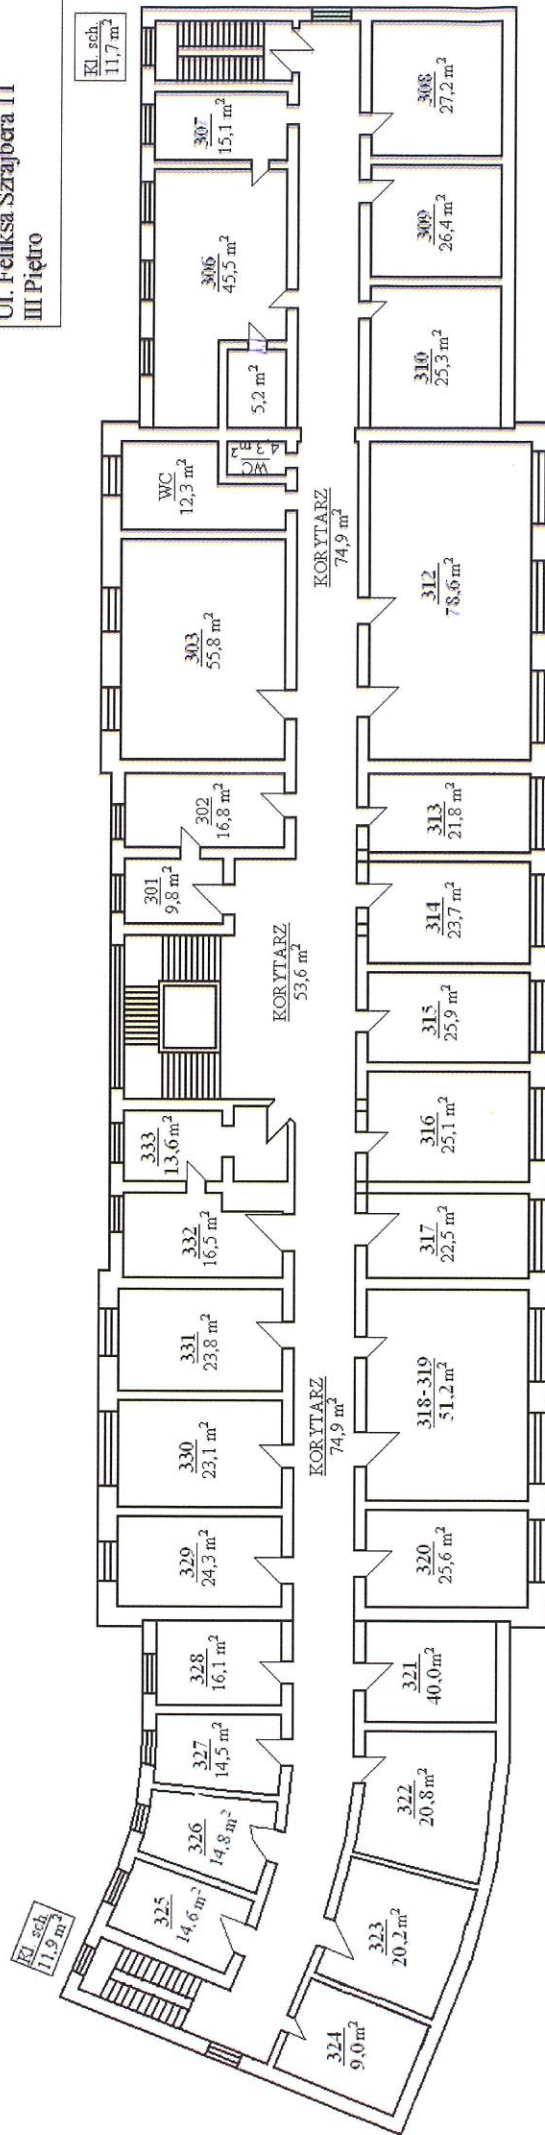 Ul. Feliksa Szrajbera 11
III Piętro
Kl. sch.
11,7 m²
307
15,1 m²
306
45,5 m²
5,2 m²
WC
4,3 m²
WC
12,3 m²
303
55,8 m²
302
16,8 m²
301
9,8 m²
333
13,6 m²
332
16,5 m²
331
23,8 m²
330
23,1 m²
329
24,3 m²
328
16,1 m²
327
14,5 m²
326
14,8 m²
325
14,6 m²
Kl. sch.
11,9 m²
KORYTARZ
74,9 m²
KORYTARZ
53,6 m²
KORYTARZ
74,9 m²
308
27,2 m²
309
26,4 m²
310
25,3 m²
312
78,6 m²
313
21,8 m²
314
23,7 m²
315
25,9 m²
316
25,1 m²
317
22,5 m²
318-319
51,2 m²
320
25,6 m²
321
40,0 m²
322
20,8 m²
323
20,2 m²
324
9,0 m²